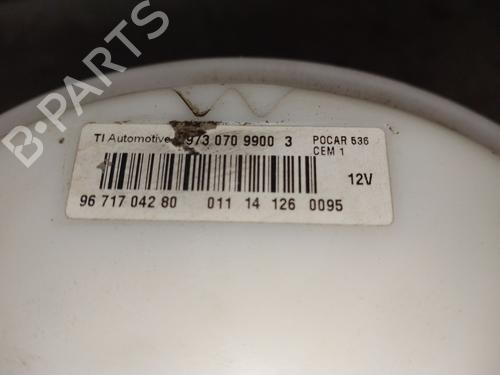 TI Automotive 973 070 9900 3
POCAR 536
CEM 1
12V
96 717 042 80 011 14 126 0095
B-PARTS